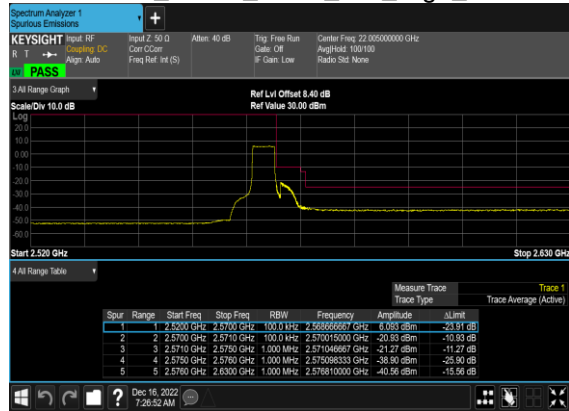 Spectrum Analyzer 1
Spurious Emissions
+
KEYSIGHT Input: RF Input Z: 50 Ω Atten: 40 dB Trig: Free Run Center Freq: 22.005000000 GHz
R T Coupling: DC Corr CCorr Gate: Off Avg|Hold: 100/100
Align: Auto Freq Ref: Int (S) IF Gain: Low Radio Std: None
PASS
3 All Range Graph
Ref Lvl Offset 8.40 dB
Scale/Div 10.0 dB Ref Value 30.00 dBm
Log
20.0
10.0
0.00
-10.0
-20.0
-30.0
-40.0
-50.0
-60.0
Start 2.520 GHz Stop 2.630 GHz
4 All Range Table
Measure Trace Trace 1
Trace Type Trace Average (Active)
Spur Range Start Freq Stop Freq RBW Frequency Amplitude ΔLimit
1 1 2.5200 GHz 2.5700 GHz 100.0 kHz 2.568666667 GHz 6.093 dBm -23.91 dB
2 2 2.5700 GHz 2.5710 GHz 100.0 kHz 2.570015000 GHz -20.93 dBm -10.93 dB
3 3 2.5710 GHz 2.5750 GHz 1.000 MHz 2.571046667 GHz -21.27 dBm -11.27 dB
4 4 2.5750 GHz 2.5760 GHz 1.000 MHz 2.575098333 GHz -38.90 dBm -25.90 dB
5 5 2.5760 GHz 2.6300 GHz 1.000 MHz 2.576810000 GHz -40.56 dBm -15.56 dB
? Dec 16, 2022
7:26:52 AM